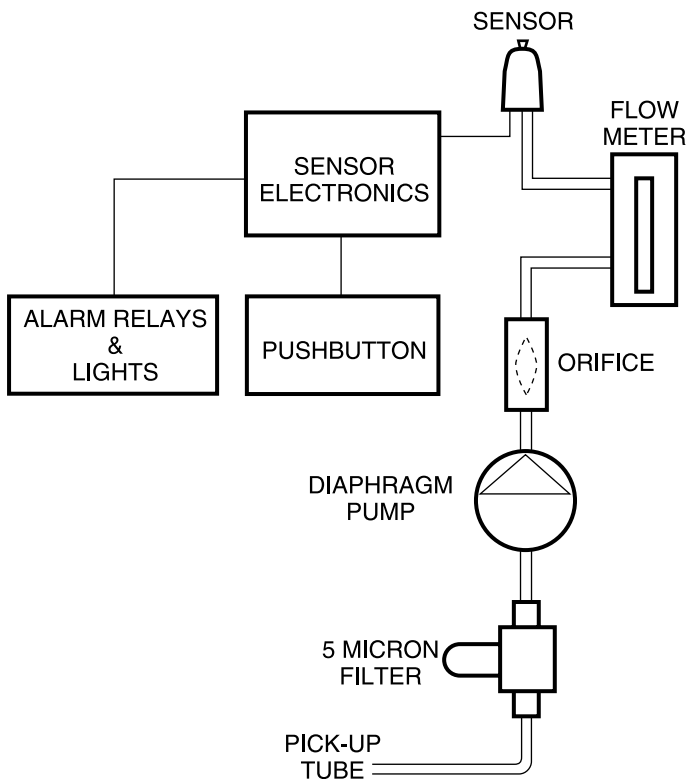 SENSOR
FLOW
METER
SENSOR
ELECTRONICS
ALARM RELAYS
&
LIGHTS
PUSHBUTTON
ORIFICE
DIAPHRAGM
PUMP
5 MICRON
FILTER
PICK-UP
TUBE